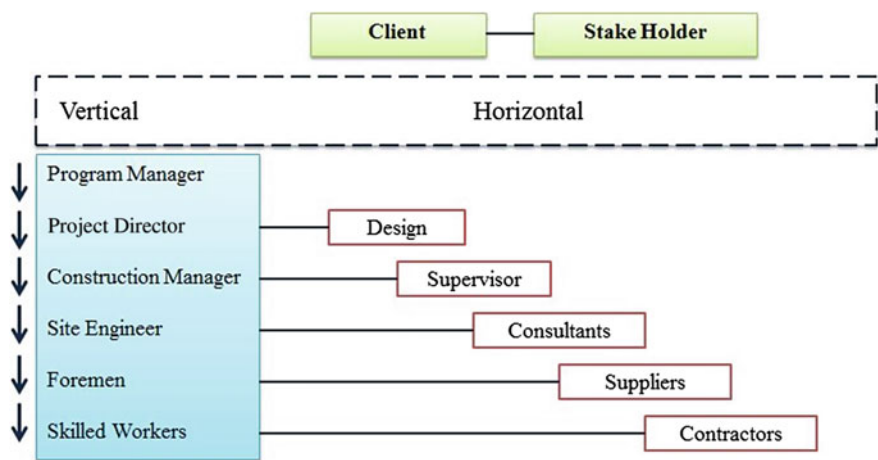 Client Stake Holder
Vertical Horizontal
Program Manager
Project Director Design
Construction Manager Supervisor
Site Engineer Consultants
Foremen Suppliers
Skilled Workers Contractors